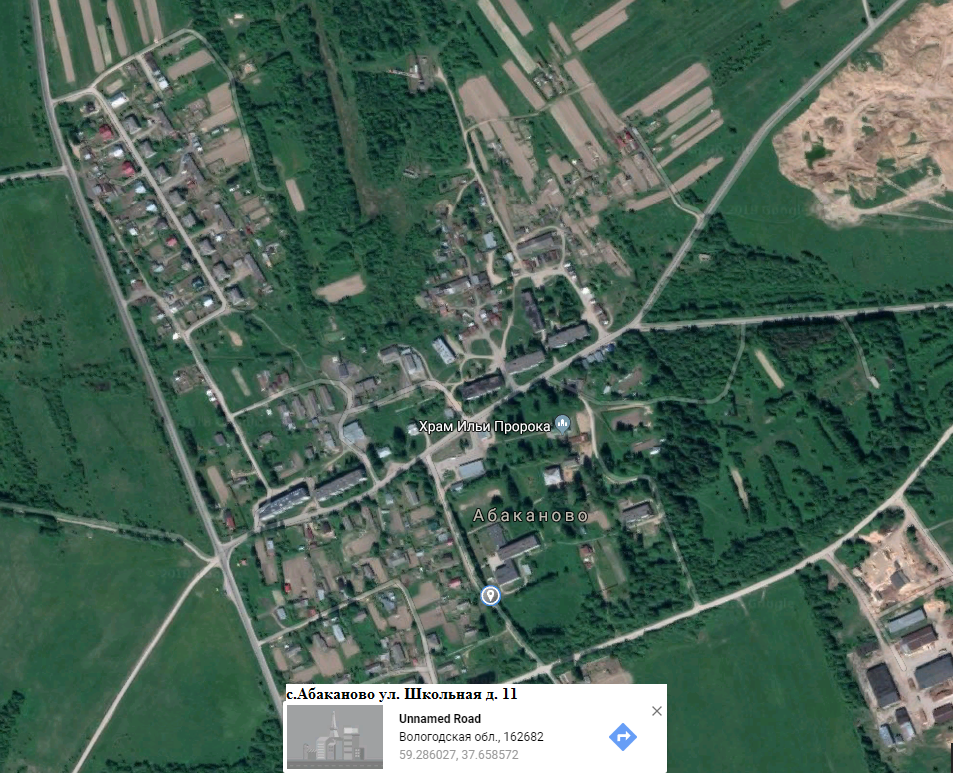 Храм Ильи Пророка
Абаканово
с.Абаканово ул. Школьная д. 11
Unnamed Road
Вологодская обл., 162682
59.286027, 37.658572